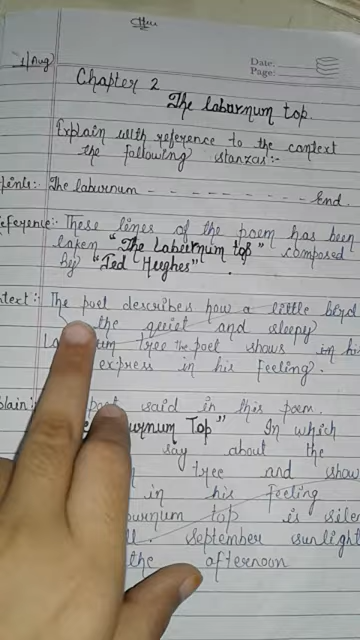 1/Aug
Date:
Page:
Chapter 2
The laburnum top.
Explain with reference to the context
the following stanzas:-
The laburnum - - - - - - - - - End.
These lines of the poem has been
taken "The Laburnum top" composed
by "Ted Hughes".
The poet describes how a little bird
the quiet and sleepy
tree the poet shows in his
express in his feeling.
said in this poem.
Top" In which
say about the
tree and show
in his feeling
top is silen
September sunlight
the afternoon